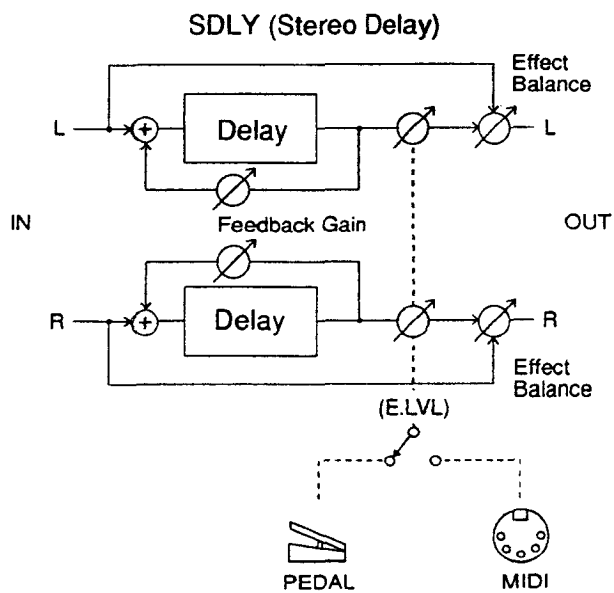 SDLY (Stereo Delay)
Effect
Balance
L
+
Delay
L
IN
Feedback Gain
OUT
R
+
Delay
R
Effect
Balance
(E.LVL)
PEDAL
MIDI